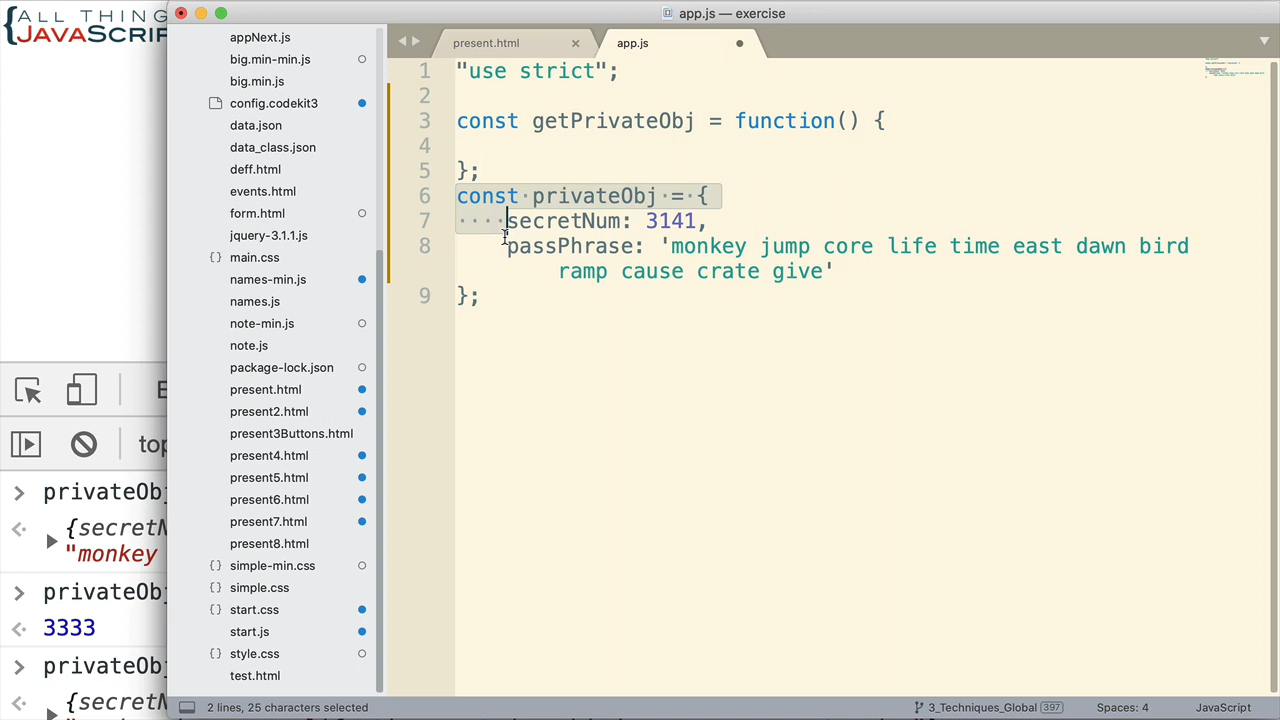 {ALL THING
JAVASCRIP
app.js — exercise
appNext.js
big.min-min.js
big.min.js
config.codekit3
data.json
data_class.json
deff.html
events.html
form.html
jquery-3.1.1.js
{} main.css
names-min.js
names.js
note-min.js
note.js
package-lock.json
present.html
present2.html
present3Buttons.html
present4.html
present5.html
present6.html
present7.html
present8.html
{} simple-min.css
{} simple.css
{} start.css
start.js
{} style.css
test.html
present.html
app.js
1 "use strict";
2
3 const getPrivateObj = function() {
4
5 };
6 const privateObj = {
7 secretNum: 3141,
8 passPhrase: 'monkey jump core life time east dawn bird
ramp cause crate give'
9 };
E
top
> privateObj
{secretN
"monkey
> privateObj
3333
> privateObj
{secretN
2 lines, 25 characters selected
3_Techniques_Global 397
Spaces: 4
JavaScript